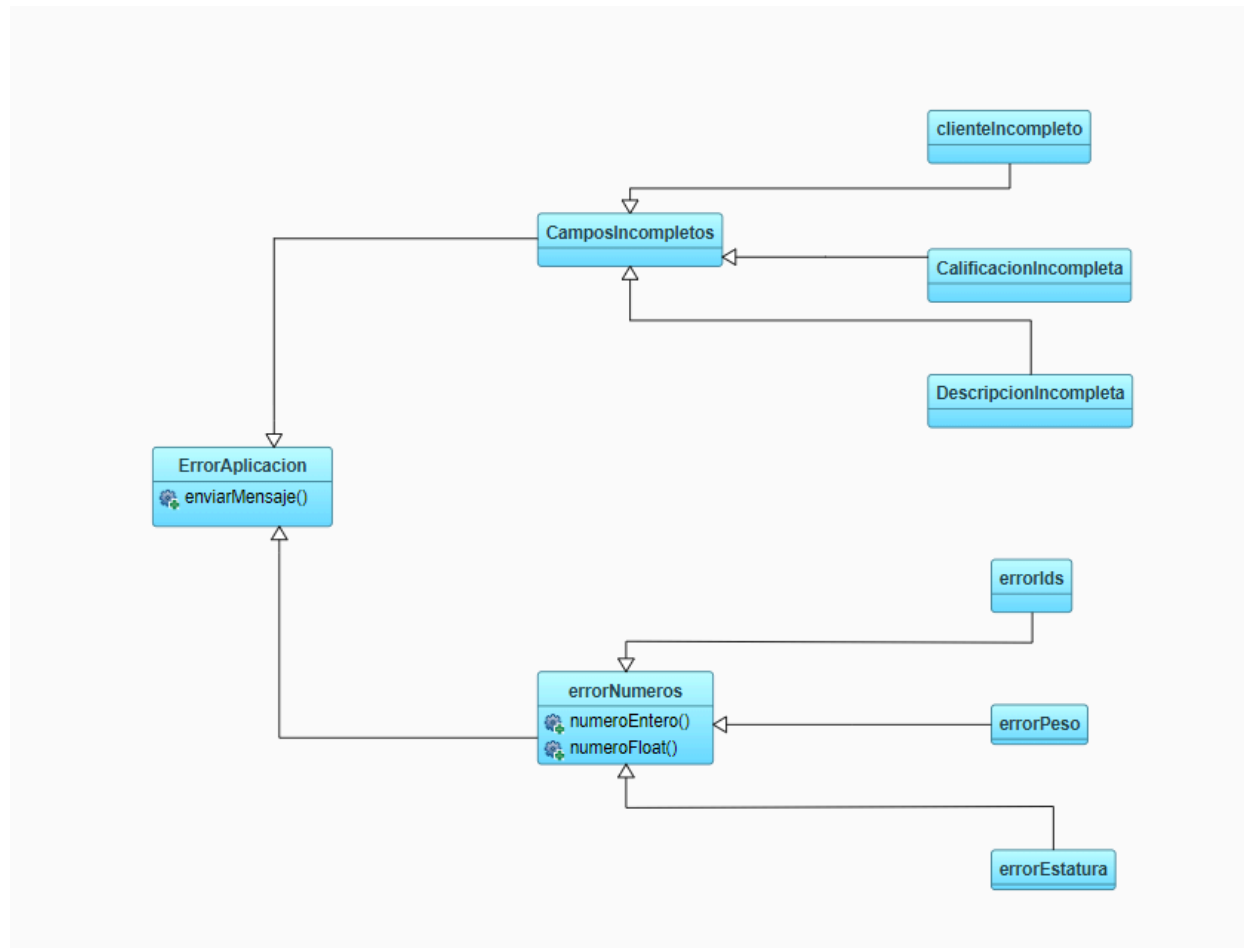 clienteIncompleto
CamposIncompletos
CalificacionIncompleta
DescripcionIncompleta
ErrorAplicacion
enviarMensaje()
errorIds
errorNumeros
numeroEntero()
numeroFloat()
errorPeso
errorEstatura